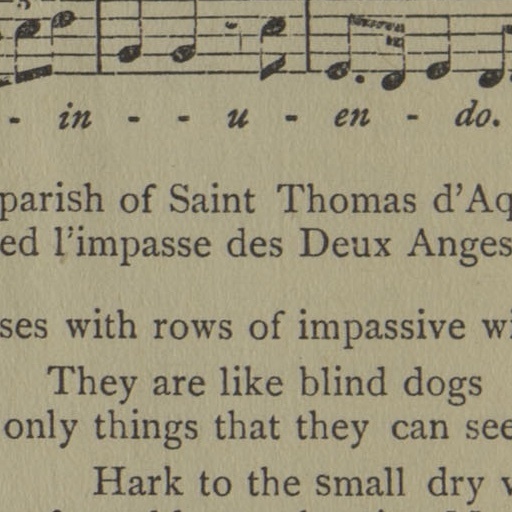 - in - - u - en - do.
parish of Saint Thomas d'Aq
ed l'impasse des Deux Anges
ses with rows of impassive wi
They are like blind dogs
only things that they can see
Hark to the small dry v